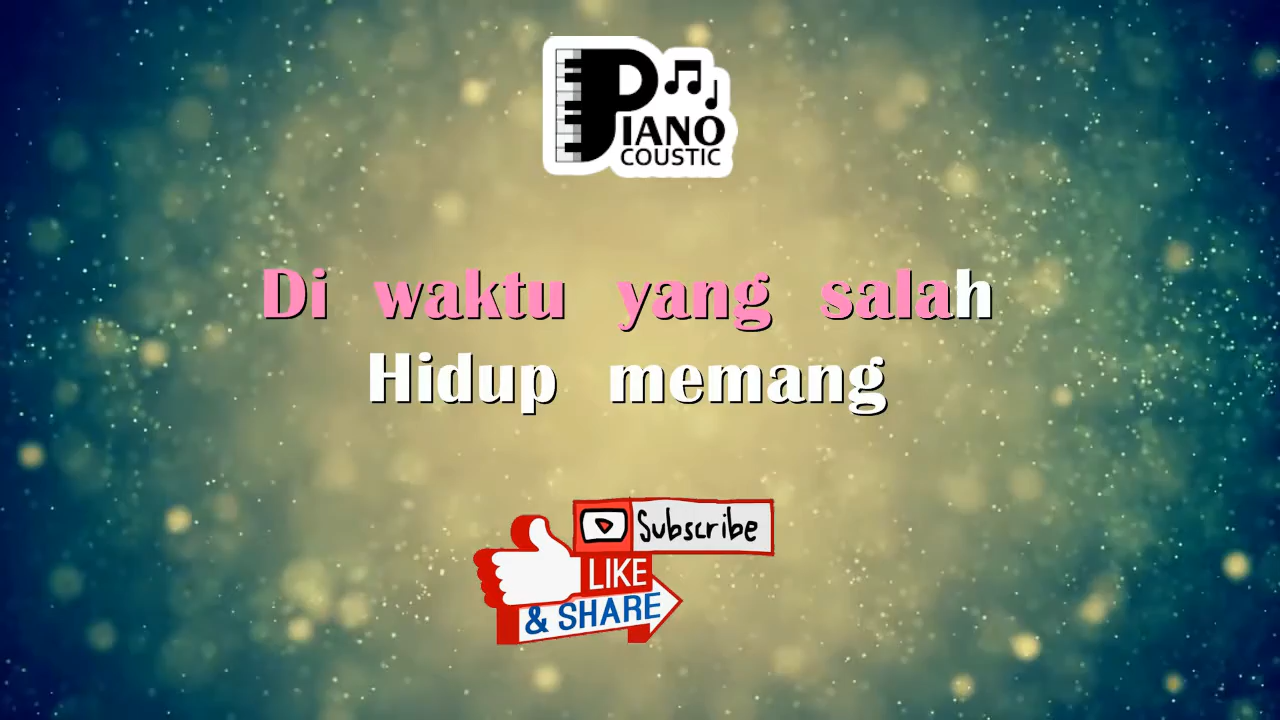 PIANO
COUSTIC
Di waktu yang salah
Hidup memang
Subscribe
LIKE
& SHARE